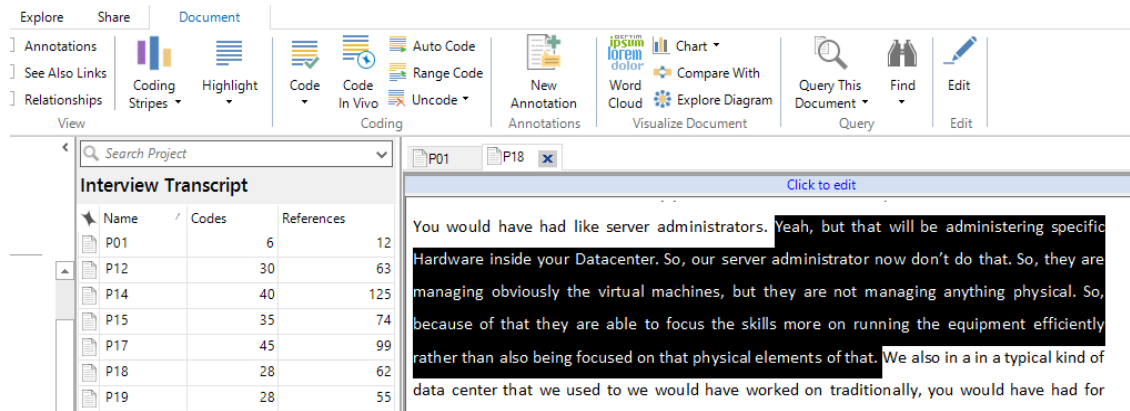 Explore Share Document
Annotations
See Also Links
Relationships
View
Coding Stripes
Highlight
Code
Code In Vivo
Auto Code
Range Code
Uncode
Coding
New Annotation
Annotations
ipsum
lorem
dolor
Word Cloud
Chart
Compare With
Explore Diagram
Visualize Document
Query This Document
Find
Query
Edit
Edit
Search Project
Interview Transcript
Name Codes References
P01 6 12
P12 30 63
P14 40 125
P15 35 74
P17 45 99
P18 28 62
P19 28 55
P01 P18 x
Click to edit
You would have had like server administrators. Yeah, but that will be administering specific
Hardware inside your Datacenter. So, our server administrator now don’t do that. So, they are
managing obviously the virtual machines, but they are not managing anything physical. So,
because of that they are able to focus the skills more on running the equipment efficiently
rather than also being focused on that physical elements of that. We also in a in a typical kind of
data center that we used to we would have worked on traditionally, you would have had for